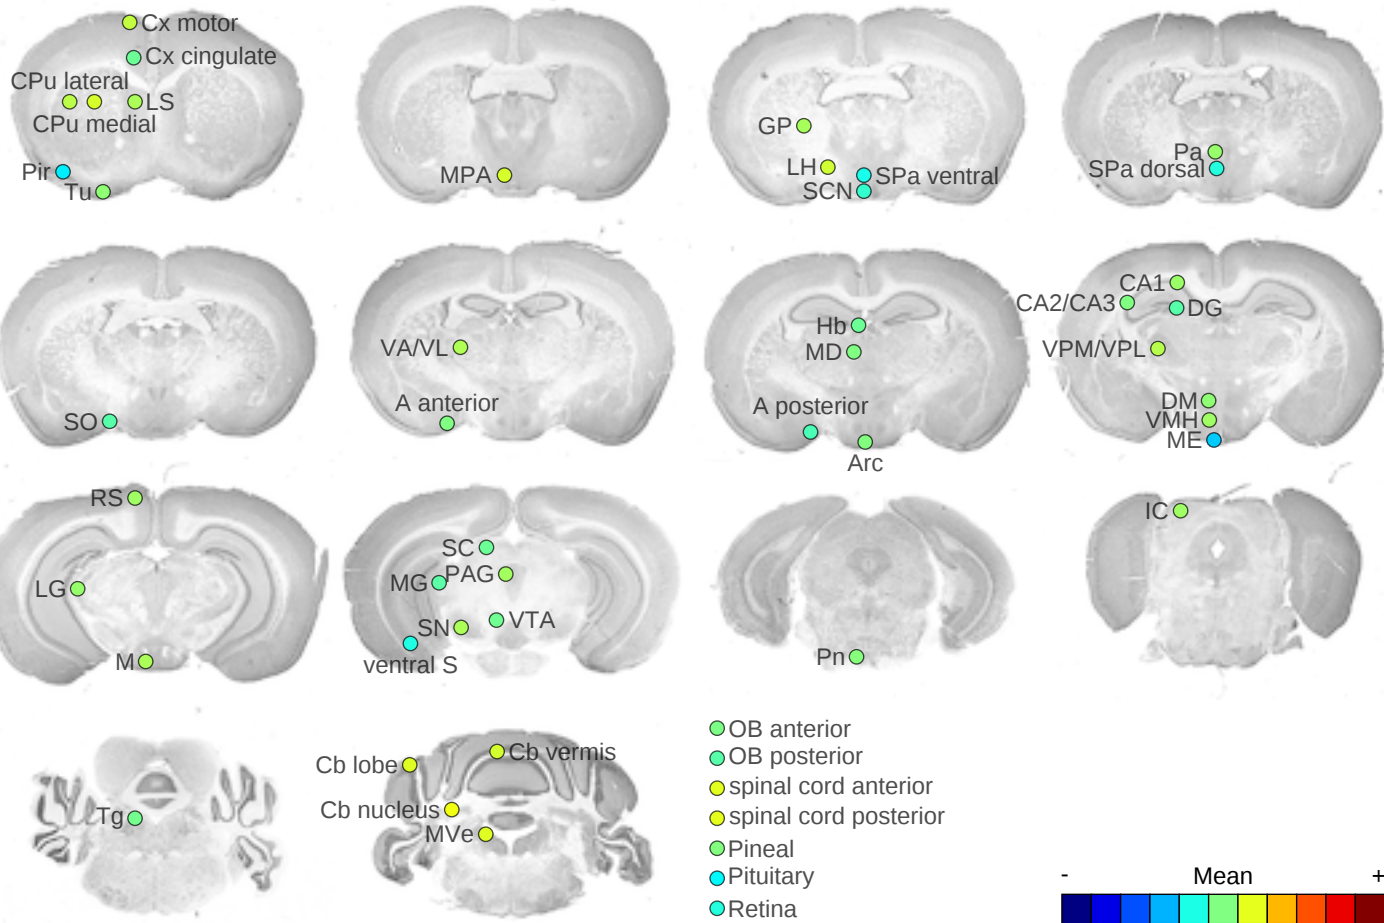 Cx motor
Cx cingulate
CPu lateral
LS
CPu medial
Pir
Tu
MPA
GP
LH
SPa ventral
SCN
Pa
SPa dorsal
SO
VA/VL
A anterior
Hb
MD
A posterior
Arc
CA1
CA2/CA3
DG
VPM/VPL
DM
VMH
ME
RS
LG
M
SC
MG
PAG
SN
VTA
ventral S
Pn
IC
Tg
Cb lobe
Cb vermis
Cb nucleus
MVe
OB anterior
OB posterior
spinal cord anterior
spinal cord posterior
Pineal
Pituitary
Retina
- Mean +